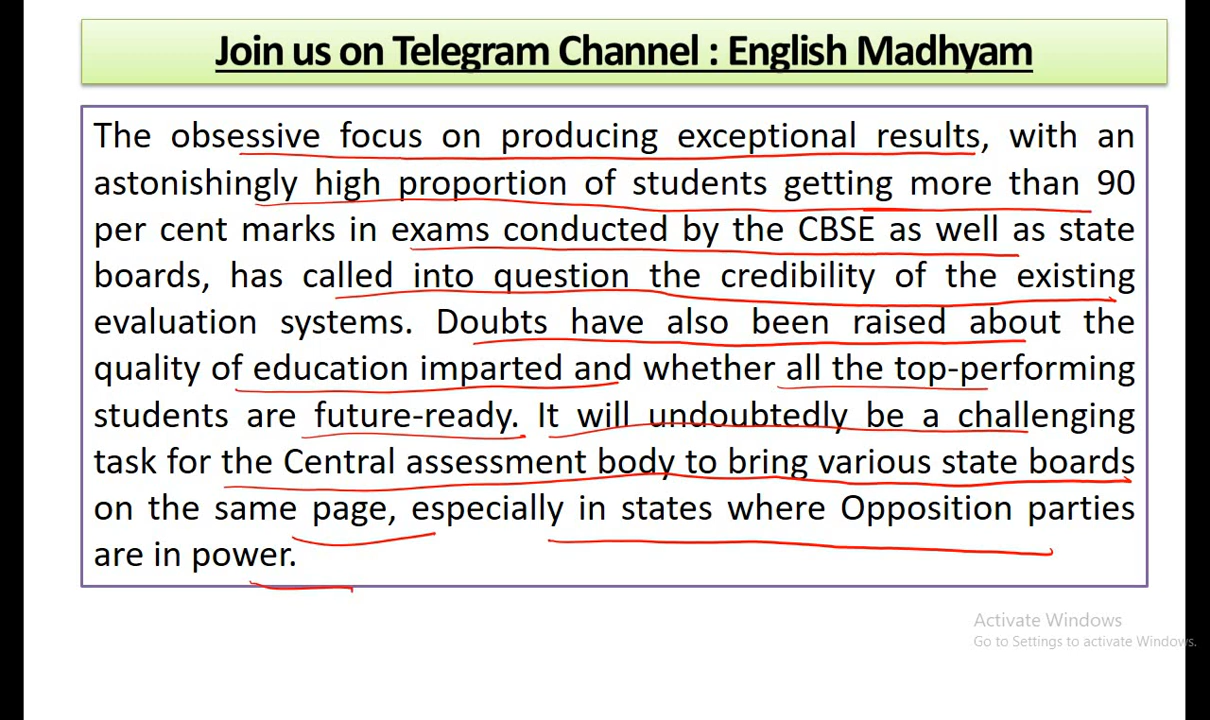 Join us on Telegram Channel : English Madhyam
The obsessive focus on producing exceptional results, with an
astonishingly high proportion of students getting more than 90
per cent marks in exams conducted by the CBSE as well as state
boards, has called into question the credibility of the existing
evaluation systems. Doubts have also been raised about the
quality of education imparted and whether all the top-performing
students are future-ready. It will undoubtedly be a challenging
task for the Central assessment body to bring various state boards
on the same page, especially in states where Opposition parties
are in power.
Activate Windows
Go to Settings to activate Windows.